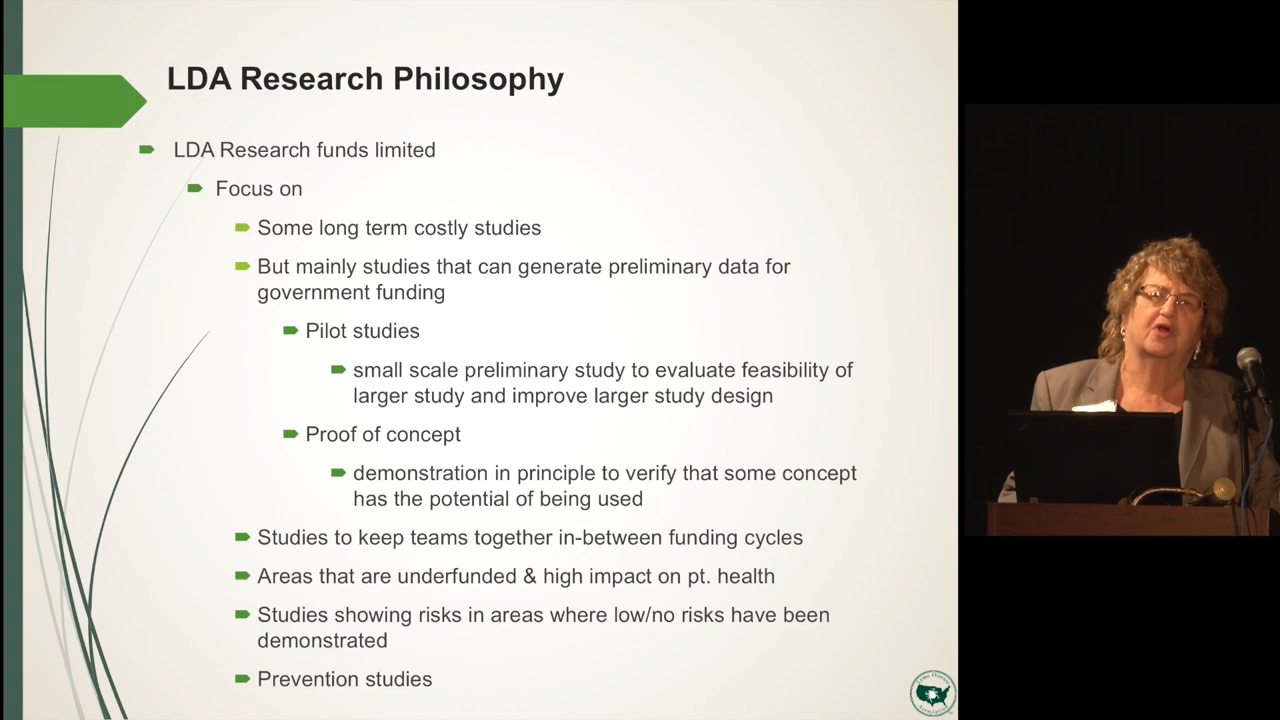 LDA Research Philosophy
LDA Research funds limited
Focus on
Some long term costly studies
But mainly studies that can generate preliminary data for
government funding
Pilot studies
small scale preliminary study to evaluate feasibility of
larger study and improve larger study design
Proof of concept
demonstration in principle to verify that some concept
has the potential of being used
Studies to keep teams together in-between funding cycles
Areas that are underfunded & high impact on pt. health
Studies showing risks in areas where low/no risks have been
demonstrated
Prevention studies
Lyme Disease
Association